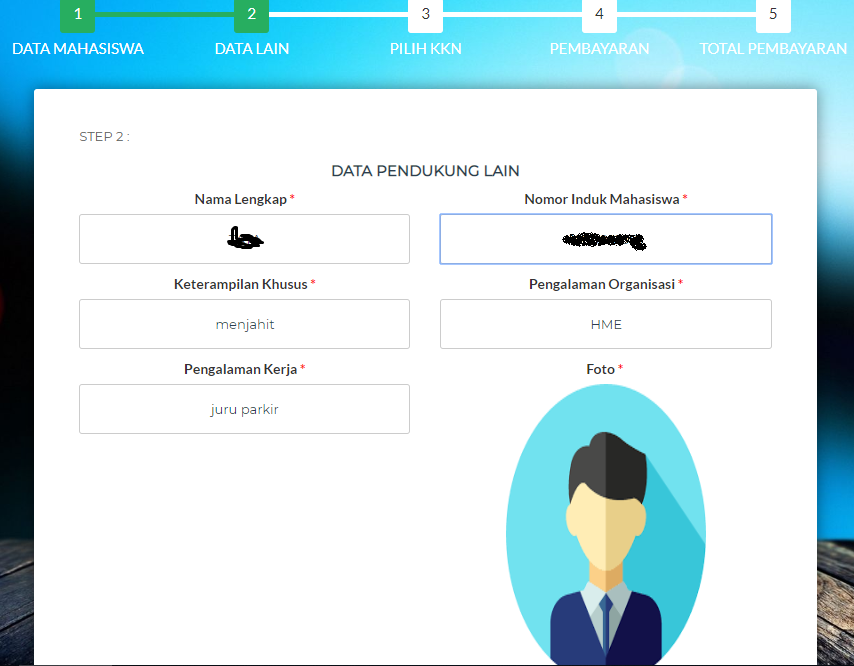 1 2 3 4 5
DATA MAHASISWA DATA LAIN PILIH KKN PEMBAYARAN TOTAL PEMBAYARAN
STEP 2 :
DATA PENDUKUNG LAIN
Nama Lengkap * Nomor Induk Mahasiswa *
Keterampilan Khusus * Pengalaman Organisasi *
menjahit HME
Pengalaman Kerja * Foto *
juru parkir